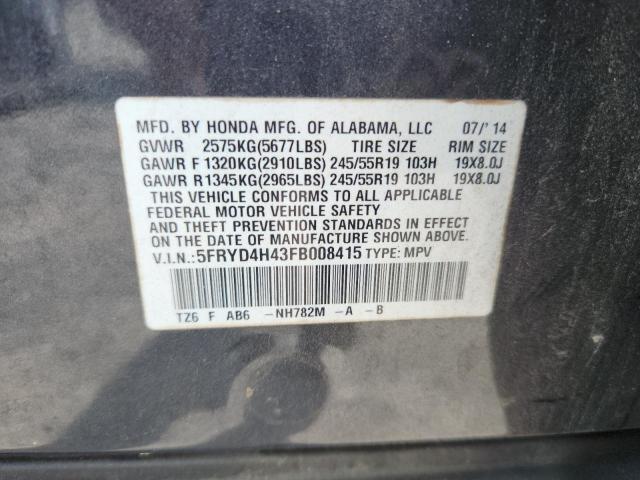 MFD. BY HONDA MFG. OF ALABAMA, LLC 07/'14
GVWR 2575KG(5677LBS) TIRE SIZE RIM SIZE
GAWR F 1320KG(2910LBS) 245/55R19 103H 19X8.0J
GAWR R1345KG(2965LBS) 245/55R19 103H 19X8.0J
THIS VEHICLE CONFORMS TO ALL APPLICABLE
FEDERAL MOTOR VEHICLE SAFETY
AND THEFT PREVENTION STANDARDS IN EFFECT
ON THE DATE OF MANUFACTURE SHOWN ABOVE.
V.I.N.: 5FRYD4H43FB008415 TYPE: MPV
TZ6 F AB6 -NH782M -A -B